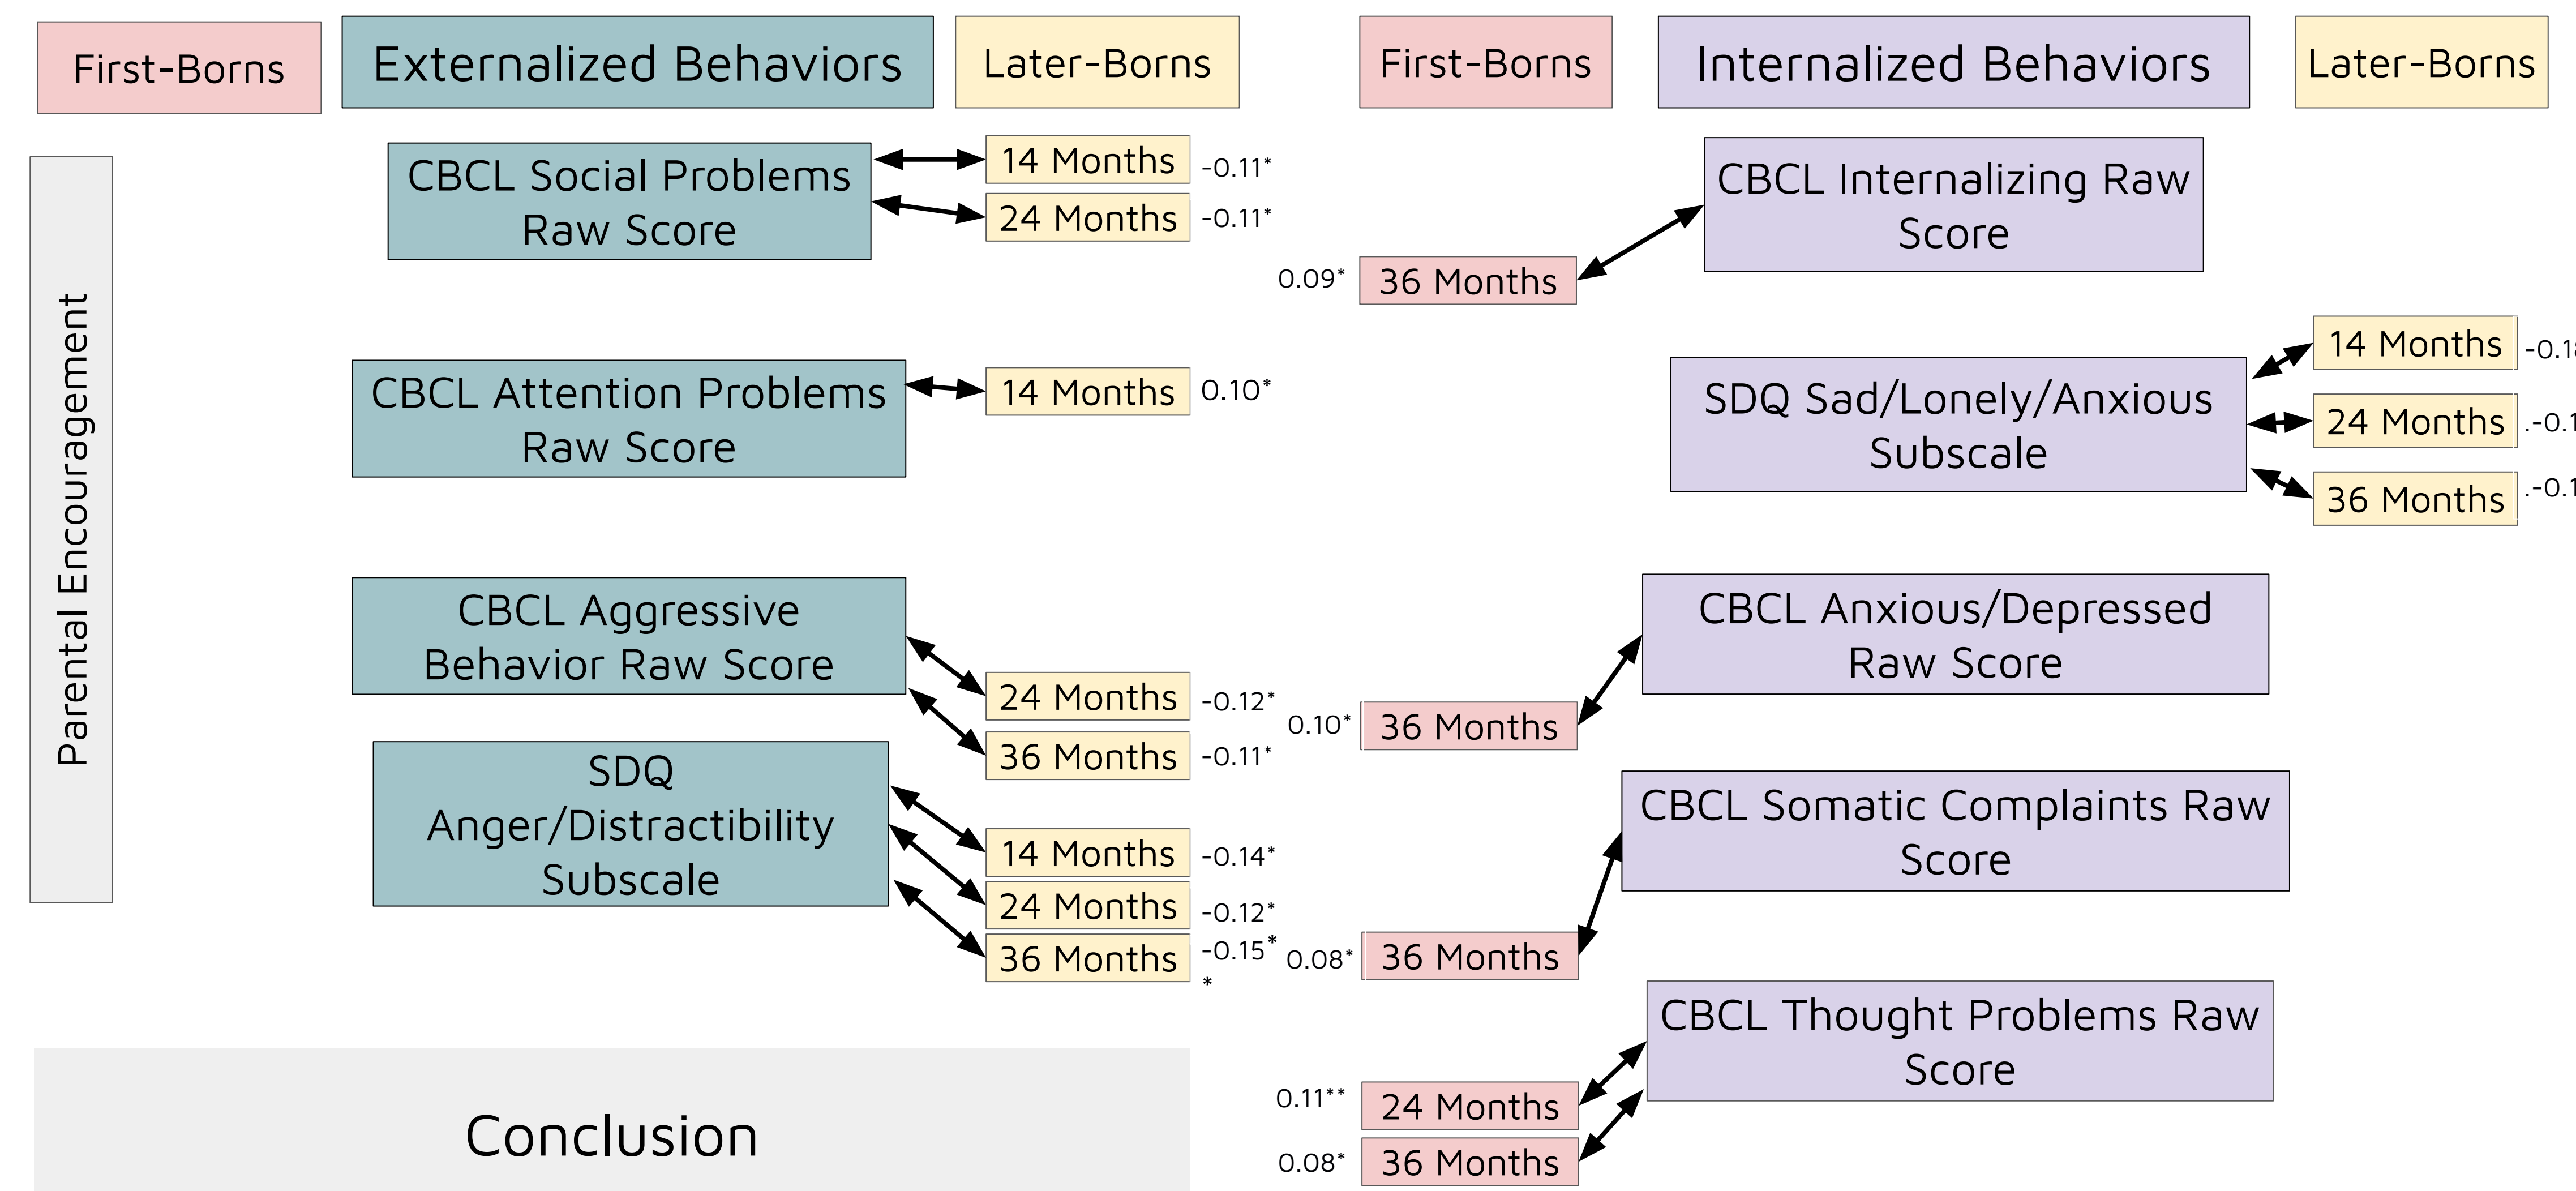 First-Borns
Externalized Behaviors
Later-Borns
Parental Encouragement
CBCL Social Problems
Raw Score
14 Months
-0.11*
24 Months
-0.11*
CBCL Attention Problems
Raw Score
14 Months
0.10*
CBCL Aggressive
Behavior Raw Score
24 Months
-0.12*
36 Months
-0.11*
SDQ
Anger/Distractibility
Subscale
14 Months
-0.14*
24 Months
-0.12*
36 Months
-0.15*
*
Conclusion
First-Borns
Internalized Behaviors
Later-Borns
CBCL Internalizing Raw
Score
0.09*
36 Months
SDQ Sad/Lonely/Anxious
Subscale
14 Months
24 Months
36 Months
CBCL Anxious/Depressed
Raw Score
0.10*
36 Months
CBCL Somatic Complaints Raw
Score
0.08*
36 Months
CBCL Thought Problems Raw
Score
0.11**
24 Months
0.08*
36 Months